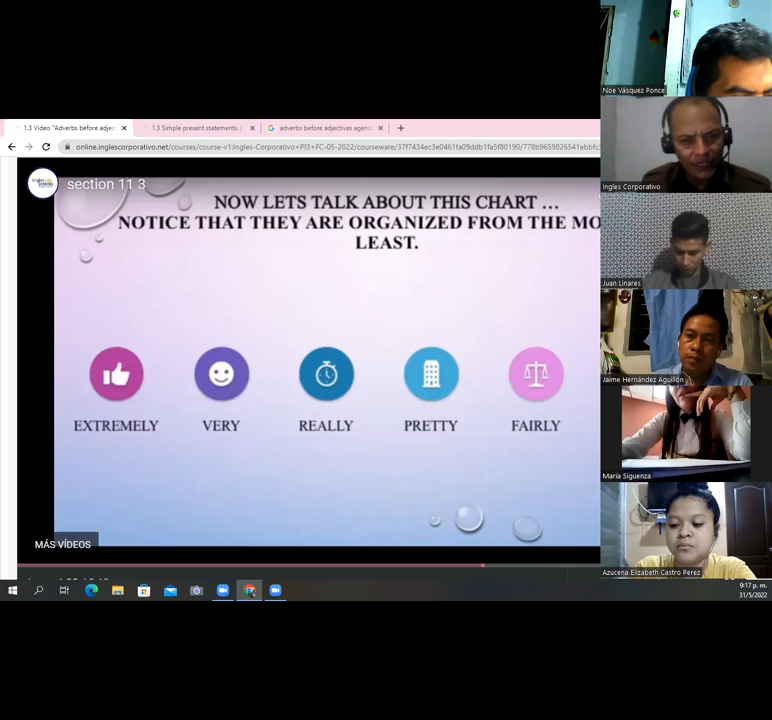 Noé Vásquez Ponce
1.3 Video "Adverbs before adjec
1.3 Simple present statements. |
adverbs before adjectives agend
online.inglescorporativo.net/courses/course-v1:Ingles-Corporativo+PI3+FC-05-2022/courseware/37f7434ec3e0461fa09ddb1fa5f80190/778b9659826541ebbfc
section 11 3
NOW LETS TALK ABOUT THIS CHART ...
NOTICE THAT THEY ARE ORGANIZED FROM THE MO
LEAST.
EXTREMELY
VERY
REALLY
PRETTY
FAIRLY
MÁS VÍDEOS
Ingles Corporativo
Juan Linares
Jaime Hernández Aguillón
María Siguenza
Azucena Elizabeth Castro Perez
9:17 p. m.
31/5/2022